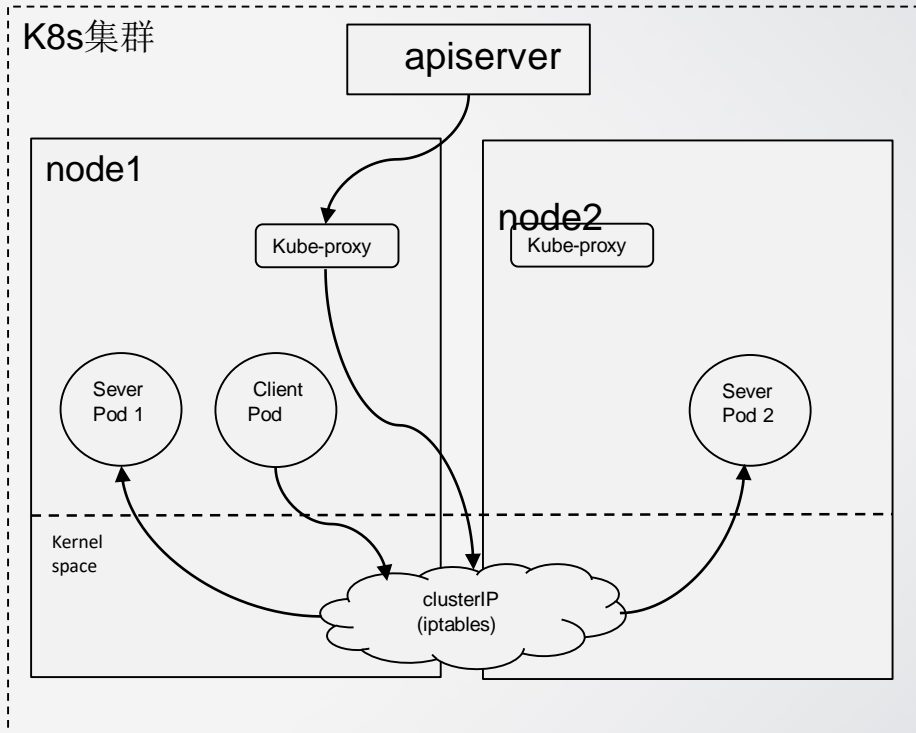 K8s集群
apiserver
node1
node2
Kube-proxy
Kube-proxy
Sever
Pod 1
Client
Pod
Sever
Pod 2
Kernel
space
clusterIP
(iptables)